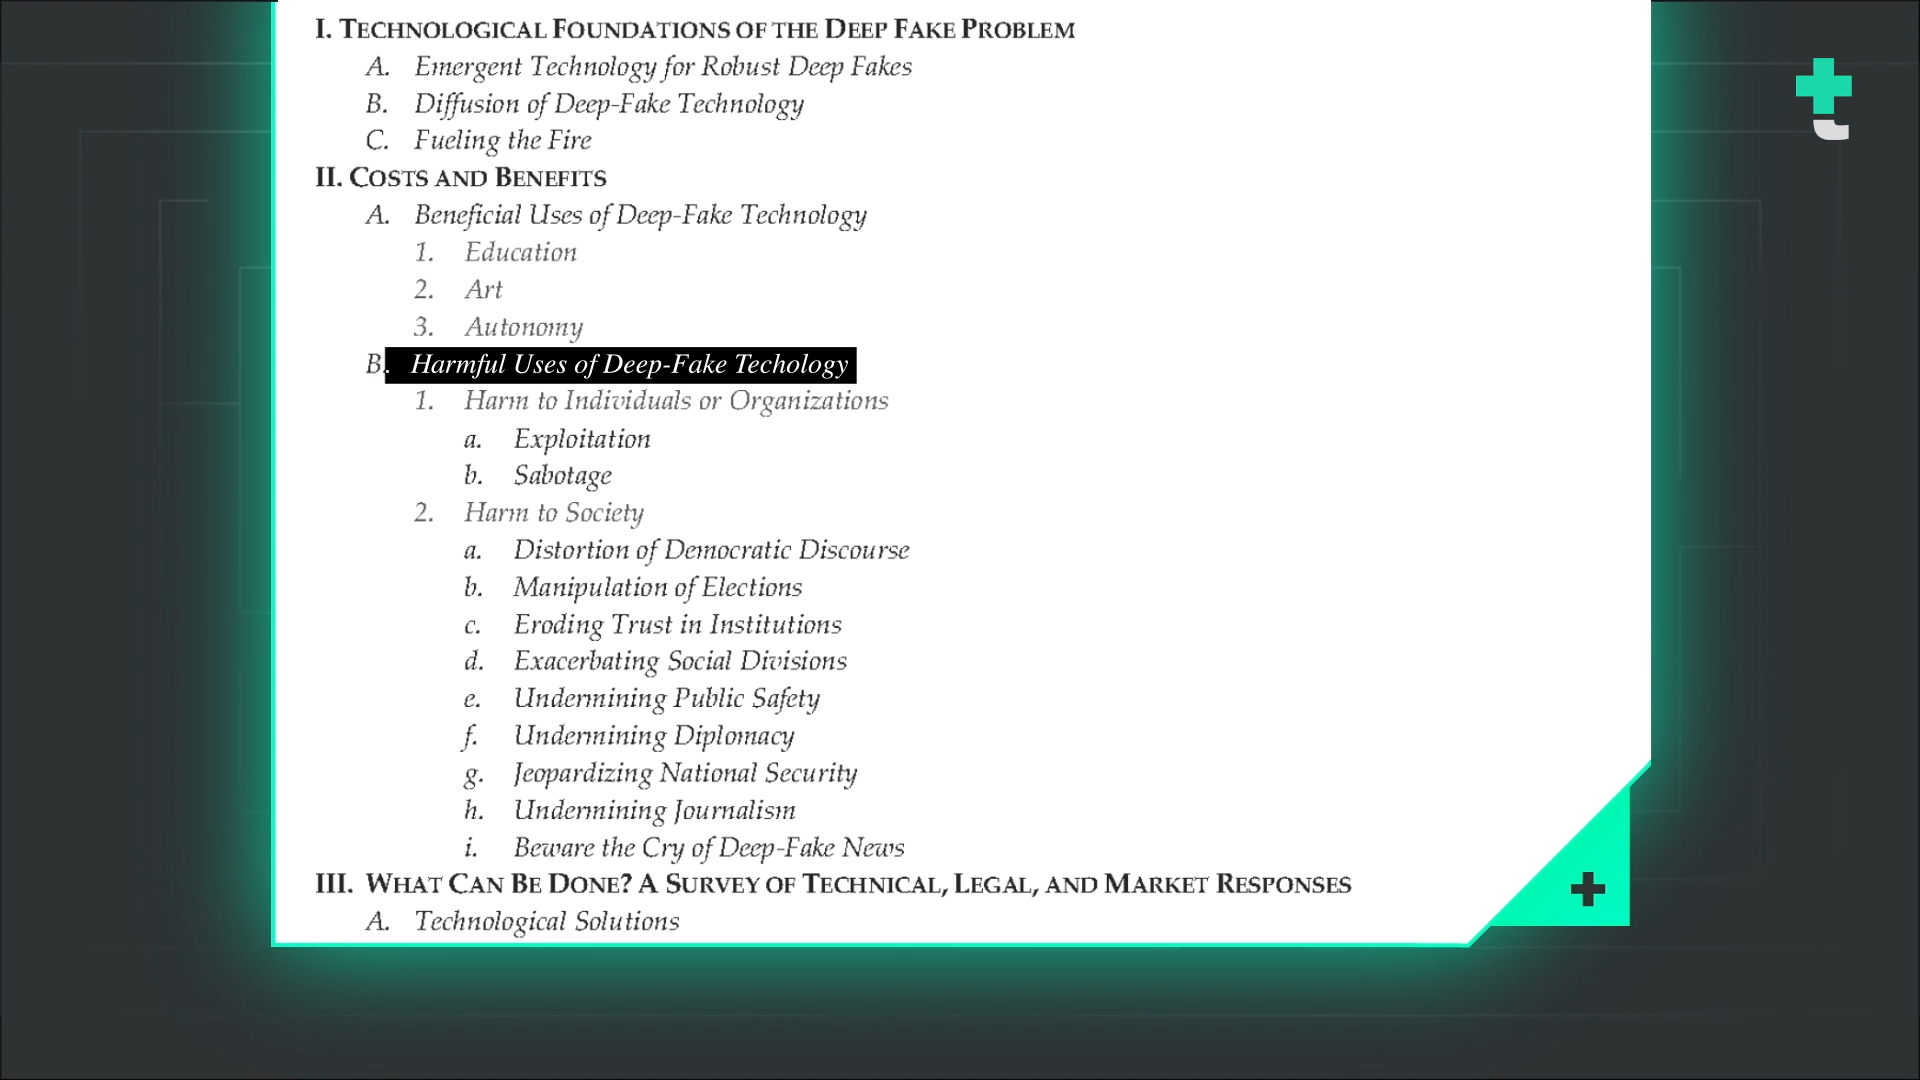 I. TECHNOLOGICAL FOUNDATIONS OF THE DEEP FAKE PROBLEM
A. Emergent Technology for Robust Deep Fakes
B. Diffusion of Deep-Fake Technology
C. Fueling the Fire
II. COSTS AND BENEFITS
A. Beneficial Uses of Deep-Fake Technology
1. Education
2. Art
3. Autonomy
B. Harmful Uses of Deep-Fake Techology
1. Harm to Individuals or Organizations
a. Exploitation
b. Sabotage
2. Harm to Society
a. Distortion of Democratic Discourse
b. Manipulation of Elections
c. Eroding Trust in Institutions
d. Exacerbating Social Divisions
e. Undermining Public Safety
f. Undermining Diplomacy
g. Jeopardizing National Security
h. Undermining Journalism
i. Beware the Cry of Deep-Fake News
III. WHAT CAN BE DONE? A SURVEY OF TECHNICAL, LEGAL, AND MARKET RESPONSES
A. Technological Solutions